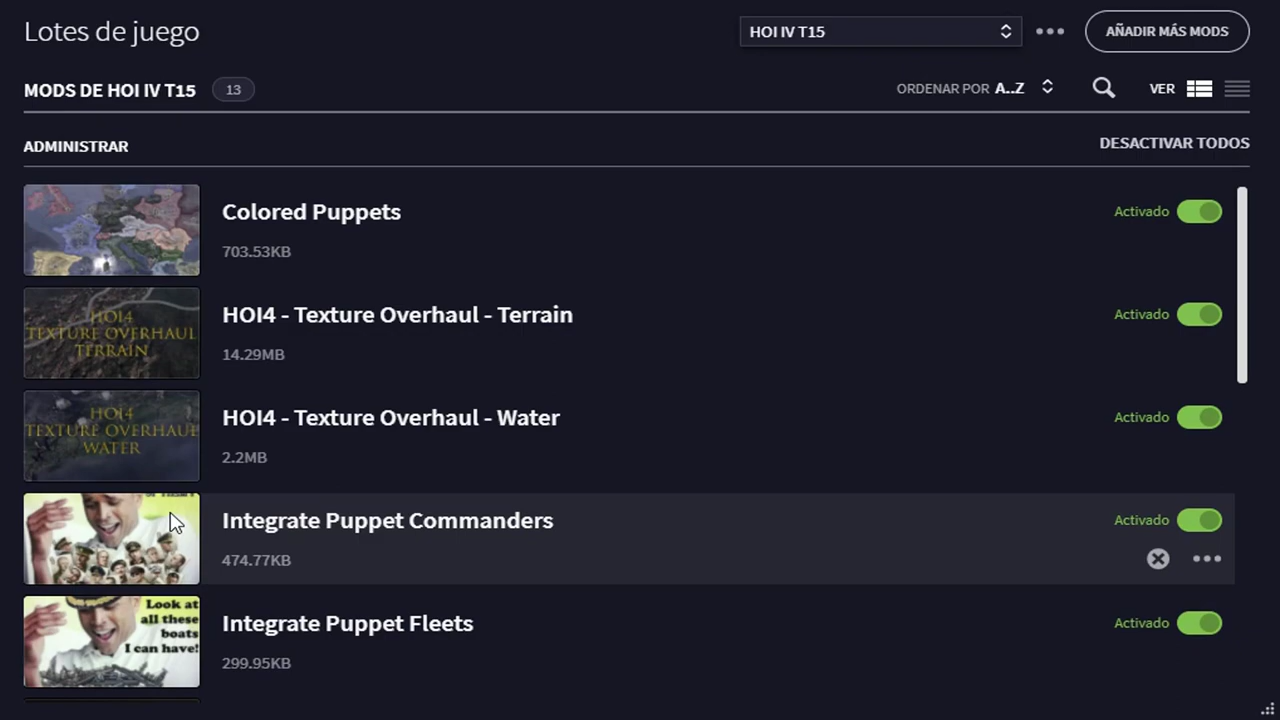 Lotes de juego
HOI IV T15
AÑADIR MÁS MODS
MODS DE HOI IV T15
13
ORDENAR POR A..Z
VER
ADMINISTRAR
DESACTIVAR TODOS
Colored Puppets
Activado
703.53KB
HOI4
TEXTURE OVERHAUL
TERRAIN
HOI4 - Texture Overhaul - Terrain
Activado
14.29MB
HOI4
TEXTURE OVERHAUL
WATER
HOI4 - Texture Overhaul - Water
Activado
2.2MB
Integrate Puppet Commanders
Activado
474.77KB
Look at
all these
boats
I can have!
Integrate Puppet Fleets
Activado
299.95KB